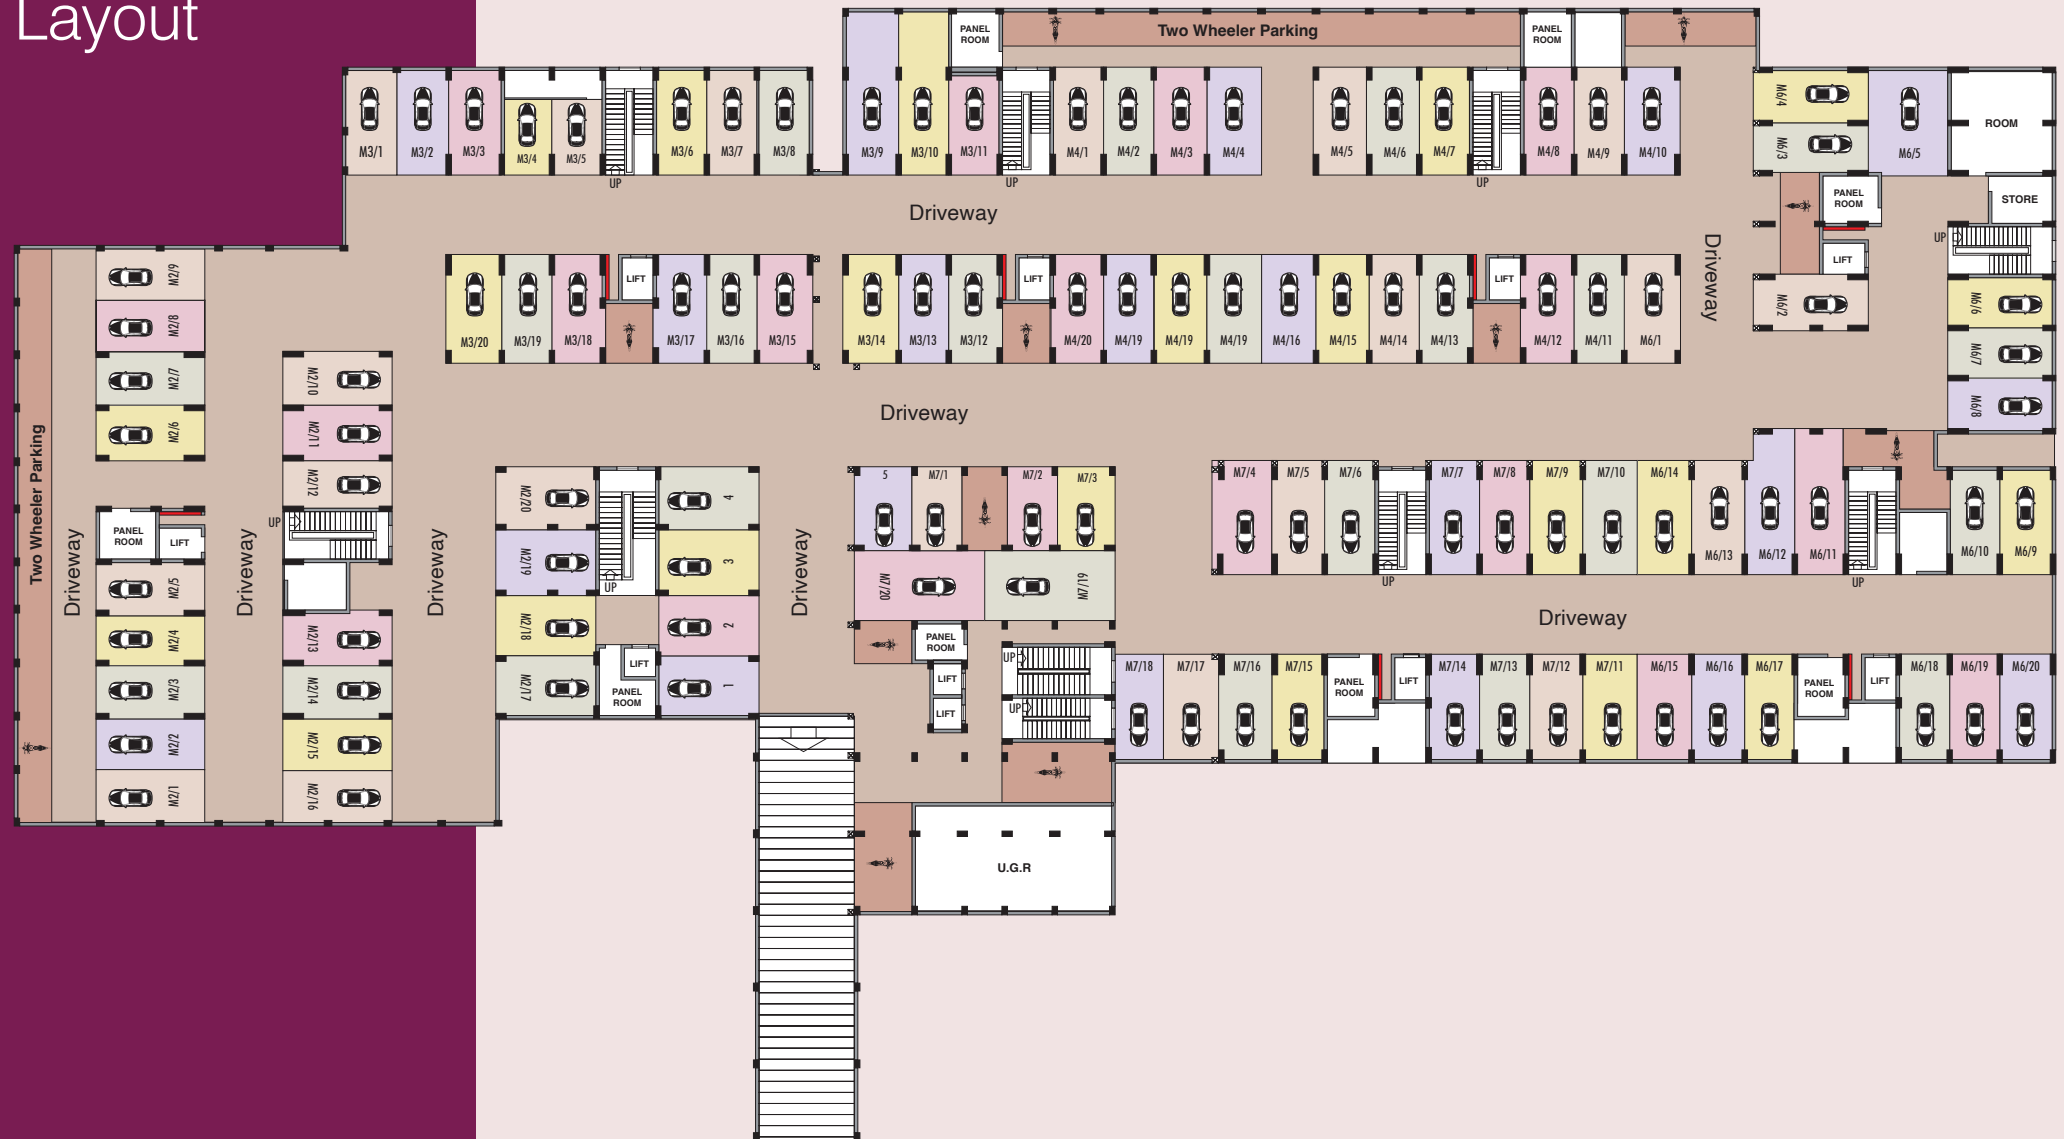 Layout
PANEL
ROOM
Two Wheeler Parking
PANEL
ROOM
M3/1
M3/2
M3/3
M3/4
M3/5
UP
M3/6
M3/7
M3/8
M3/9
M3/10
M3/11
UP
M4/1
M4/2
M4/3
M4/4
M4/5
M4/6
M4/7
UP
M4/8
M4/9
M4/10
M6/4
M6/3
M6/5
ROOM
PANEL
ROOM
STORE
UP
LIFT
M6/2
M6/6
M6/7
M6/8
Driveway
Driveway
M2/9
M2/8
M2/7
M2/6
M3/20
M3/19
M3/18
LIFT
M3/17
M3/16
M3/15
M3/14
M3/13
M3/12
LIFT
M4/20
M4/19
M4/19
M4/19
M4/16
M4/15
M4/14
M4/13
LIFT
M4/12
M4/11
M6/1
M2/10
M2/11
M2/12
Driveway
Two Wheeler Parking
Driveway
PANEL
ROOM
LIFT
Driveway
UP
Driveway
M2/5
M2/4
M2/3
M2/2
M2/1
M2/13
M2/14
M2/15
M2/16
M2/20
M2/19
M2/18
M2/17
UP
4
3
2
1
LIFT
PANEL
ROOM
Driveway
5
M7/1
M7/2
M7/3
M7/20
M7/19
PANEL
ROOM
LIFT
LIFT
UP
UP
U.G.R
M7/4
M7/5
M7/6
UP
M7/7
M7/8
M7/9
M7/10
M6/14
M6/13
M6/12
M6/11
UP
M6/10
M6/9
Driveway
M7/18
M7/17
M7/16
M7/15
PANEL
ROOM
LIFT
M7/14
M7/13
M7/12
M7/11
M6/15
M6/16
M6/17
PANEL
ROOM
LIFT
M6/18
M6/19
M6/20